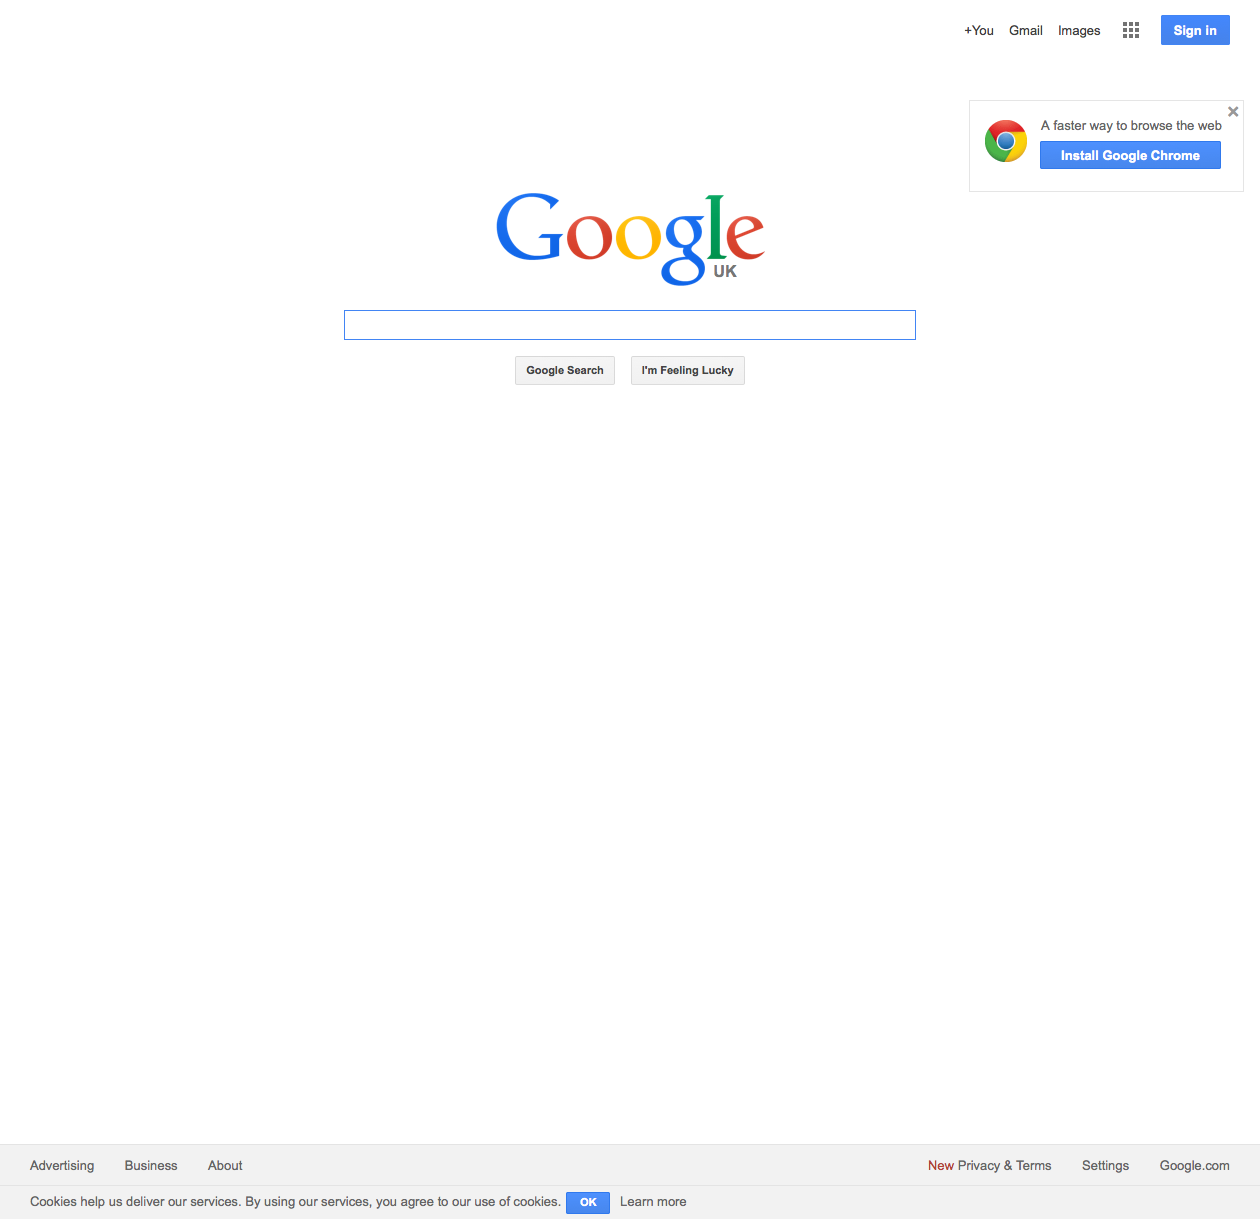 +You Gmail Images Sign in
A faster way to browse the web
Install Google Chrome
Google
UK
Google Search I'm Feeling Lucky
Advertising Business About New Privacy & Terms Settings Google.com
Cookies help us deliver our services. By using our services, you agree to our use of cookies. OK Learn more